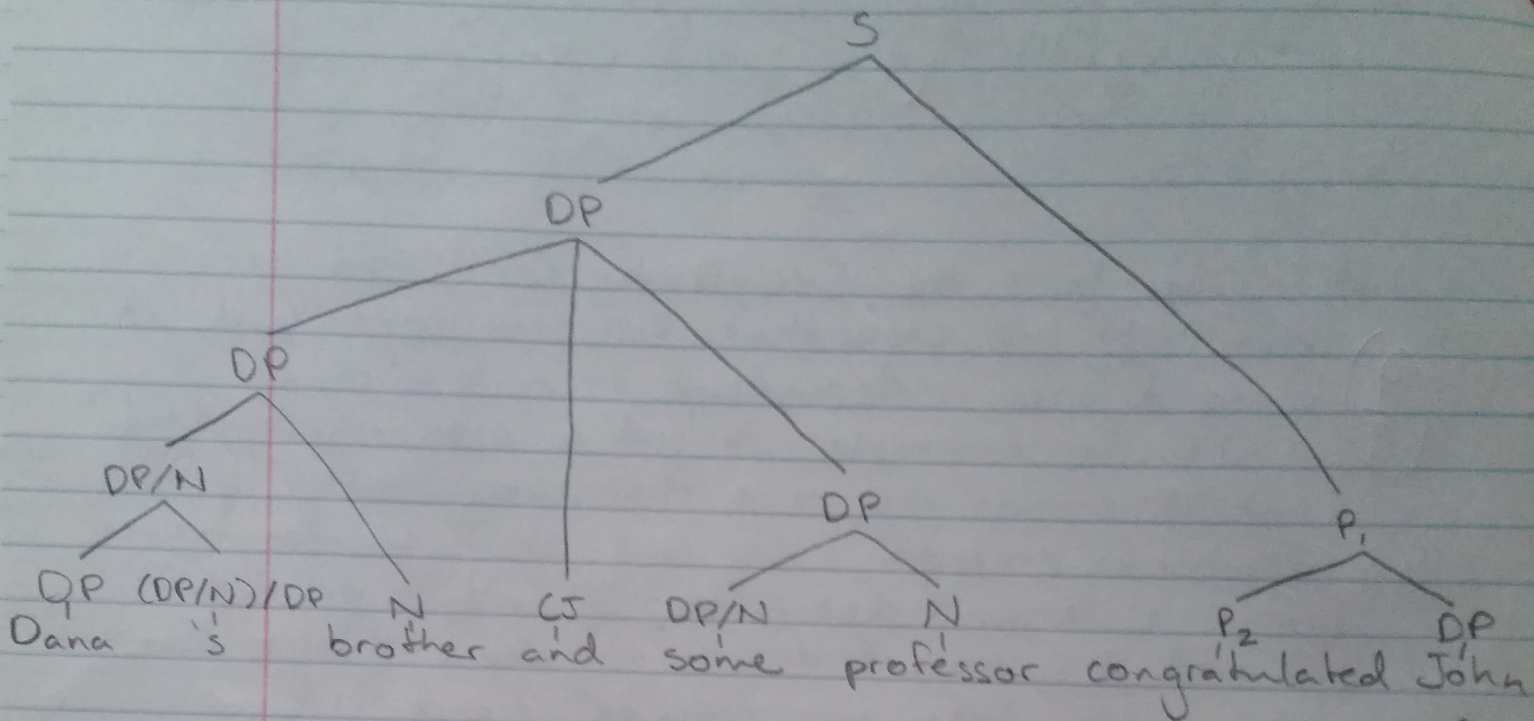 S
DP
DP
DP/N
DP
P1
DP (DP/N)/DP N CJ DP/N N P2 DP
Dana 's brother and some professor congratulated John